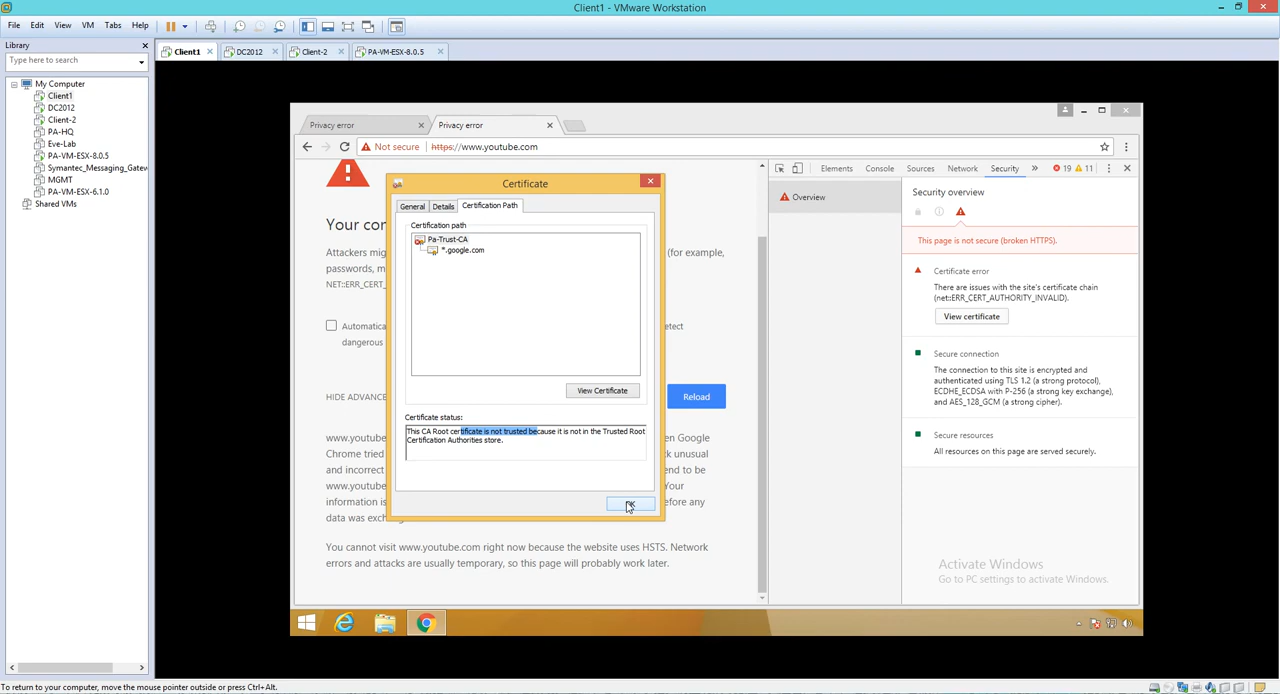 Client1 - VMware Workstation
File Edit View VM Tabs Help
Library
Type here to search
My Computer
Client1
DC2012
Client-2
PA-HQ
Eve-Lab
PA-VM-ESX-8.0.5
Symantec_Messaging_Gatew
MGMT
PA-VM-ESX-6.1.0
Shared VMs
Client1 DC2012 Client-2 PA-VM-ESX-8.0.5
Privacy error Privacy error
Not secure https://www.youtube.com
Your con
Attackers mig (for example,
passwords, m
NET::ERR_CERT_
Automatica etect
dangerous
HIDE ADVANCE Reload
www.youtube en Google
Chrome tried k unusual
and incorrect end to be
www.youtube Your
information is efore any
data was exch
You cannot visit www.youtube.com right now because the website uses HSTS. Network
errors and attacks are usually temporary, so this page will probably work later.
Certificate
General Details Certification Path
Certification path
Pa-Trust-CA
*.google.com
View Certificate
Certificate status:
This CA Root certificate is not trusted because it is not in the Trusted Root
Certification Authorities store.
Elements Console Sources Network Security » 19 11
Overview
Security overview
This page is not secure (broken HTTPS).
Certificate error
There are issues with the site's certificate chain
(net::ERR_CERT_AUTHORITY_INVALID).
View certificate
Secure connection
The connection to this site is encrypted and
authenticated using TLS 1.2 (a strong protocol),
ECDHE_ECDSA with P-256 (a strong key exchange),
and AES_128_GCM (a strong cipher).
Secure resources
All resources on this page are served securely.
Activate Windows
Go to PC settings to activate Windows.
To return to your computer, move the mouse pointer outside or press Ctrl+Alt.